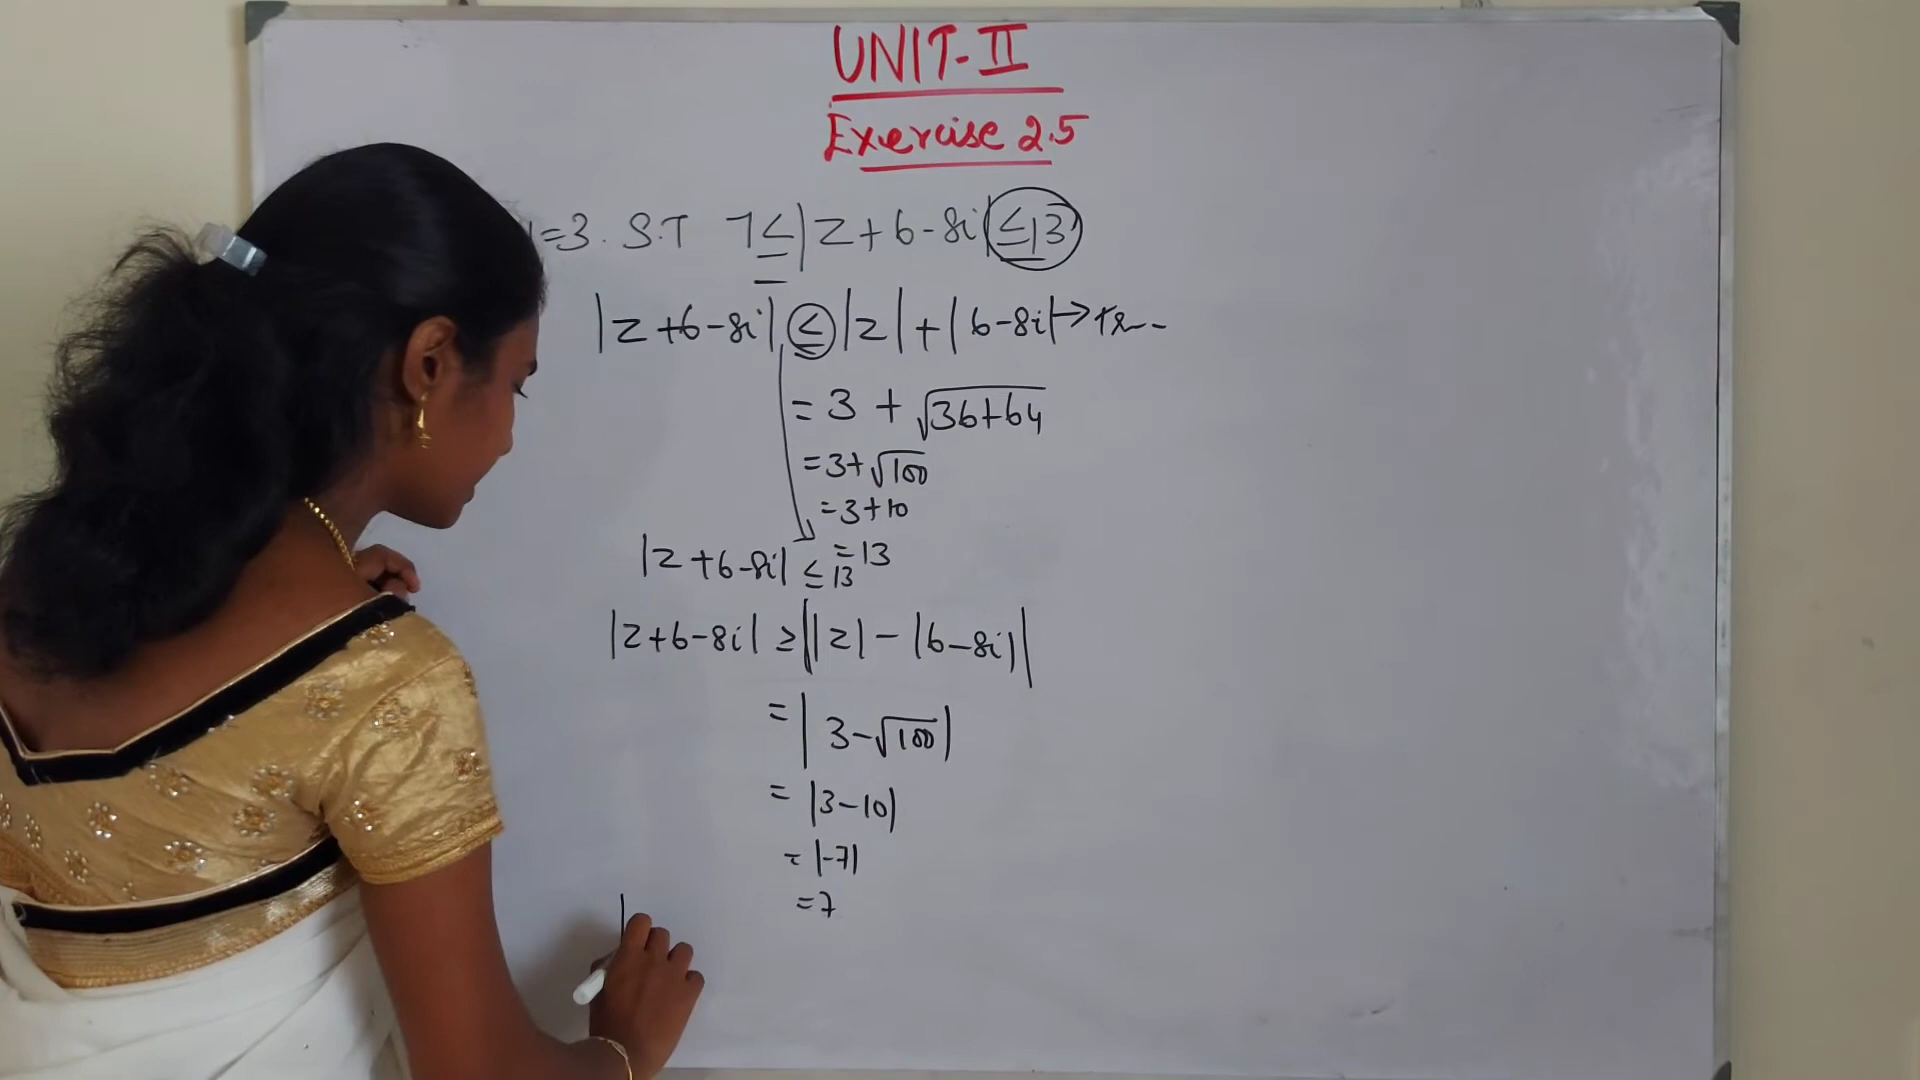 UNIT-II
Exercise 2.5
|=3. S.T 7≤|z+6-8i|≤13
|z+6-8i|≤|z|+|6-8i|→
=3+√36+64
=3+√100
=3+10
=13
|z+6-8i|≤13
|z+6-8i|≥||z|-|6-8i||
=|3-√100|
=|3-10|
=|-7|
=7
|